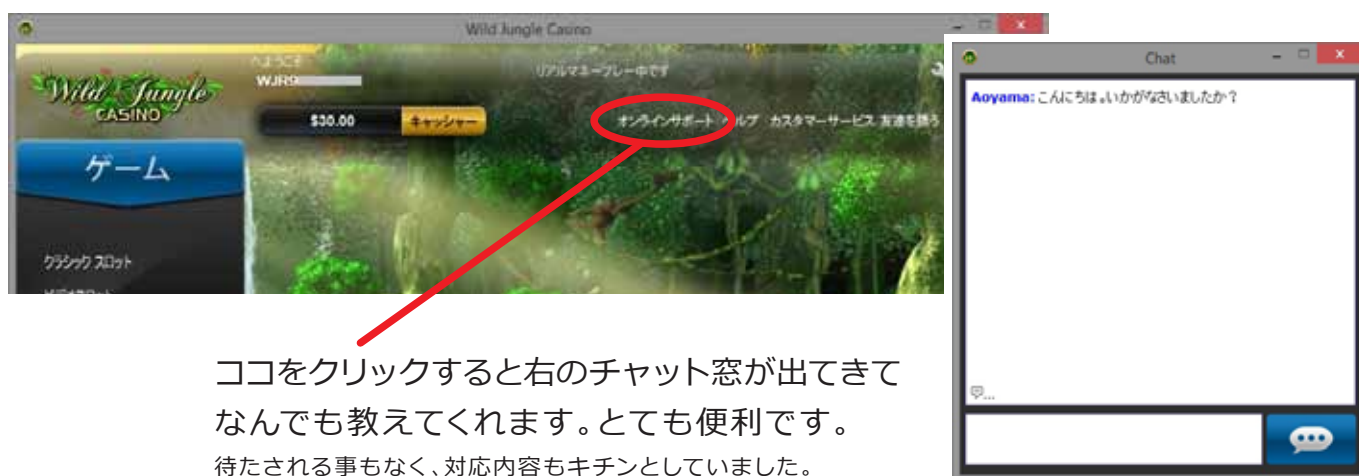 Wild Jungle Casino
Wild Jungle
CASINO
へようこそ
WJR9
リアルマネープレー中です
$30.00
キャッシャー
オンラインサポート ヘルプ カスタマーサービス 友達を誘う
ゲーム
クラシック スロット
Chat
Aoyama: こんにちは。いかがなさいましたか？
...
ココをクリックすると右のチャット窓が出てきて
なんでも教えてくれます。とても便利です。
待たされる事もなく、対応内容もキチンとしていました。